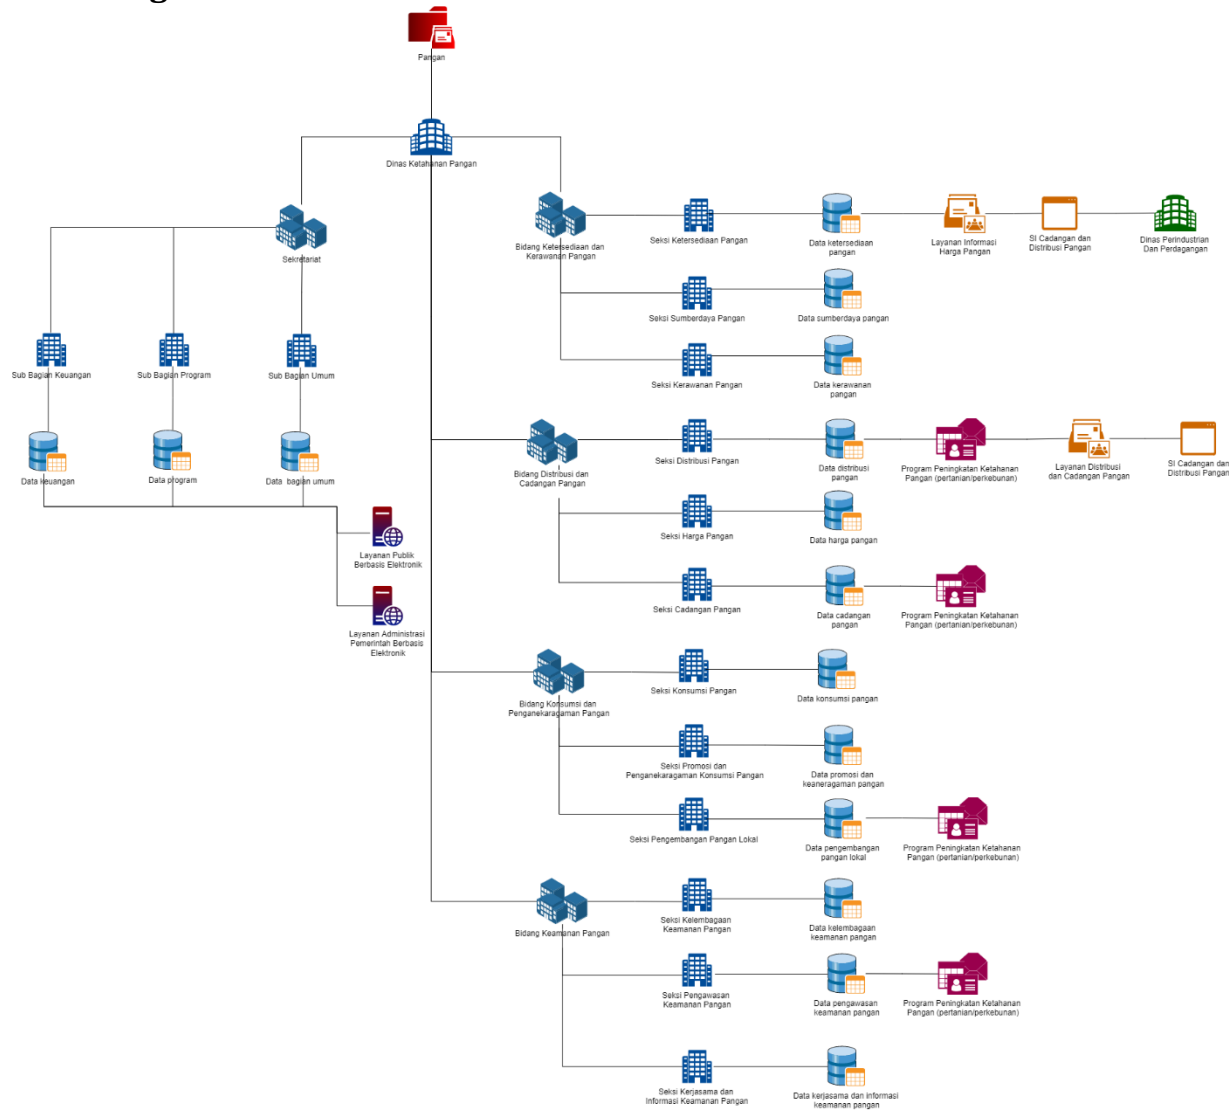 Pangan
Dinas Ketahanan Pangan
Sekretariat
Bidang Ketersediaan dan
Kerawanan Pangan
Seksi Ketersediaan Pangan
Data ketersediaan
pangan
Layanan Informasi
Harga Pangan
SI Cadangan dan
Distribusi Pangan
Dinas Perindustrian
Dan Perdagangan
Seksi Sumberdaya Pangan
Data sumberdaya pangan
Sub Bagian Keuangan
Sub Bagian Program
Sub Bagian Umum
Seksi Kerawanan Pangan
Data kerawanan
pangan
Data keuangan
Data program
Data bagian umum
Bidang Distribusi dan
Cadangan Pangan
Seksi Distribusi Pangan
Data distribusi
pangan
Program Peningkatan Ketahanan
Pangan (pertanian/perkebunan)
Layanan Distribusi
dan Cadangan Pangan
SI Cadangan dan
Distribusi Pangan
Layanan Publik
Berbasis Elektronik
Seksi Harga Pangan
Data harga pangan
Layanan Administrasi
Pemerintah Berbasis
Elektronik
Seksi Cadangan Pangan
Data cadangan
pangan
Program Peningkatan Ketahanan
Pangan (pertanian/perkebunan)
Bidang Konsumsi dan
Penganekaragaman Pangan
Seksi Konsumsi Pangan
Data konsumsi pangan
Seksi Promosi dan
Penganekaragaman Konsumsi Pangan
Data promosi dan
keaneragaman pangan
Seksi Pengembangan Pangan Lokal
Data pengembangan
pangan lokal
Program Peningkatan Ketahanan
Pangan (pertanian/perkebunan)
Bidang Keamanan Pangan
Seksi Kelembagaan
Keamanan Pangan
Data kelembagaan
keamanan pangan
Seksi Pengawasan
Keamanan Pangan
Data pengawasan
keamanan pangan
Program Peningkatan Ketahanan
Pangan (pertanian/perkebunan)
Seksi Kerjasama dan
Informasi Keamanan Pangan
Data kerjasama dan informasi
keamanan pangan